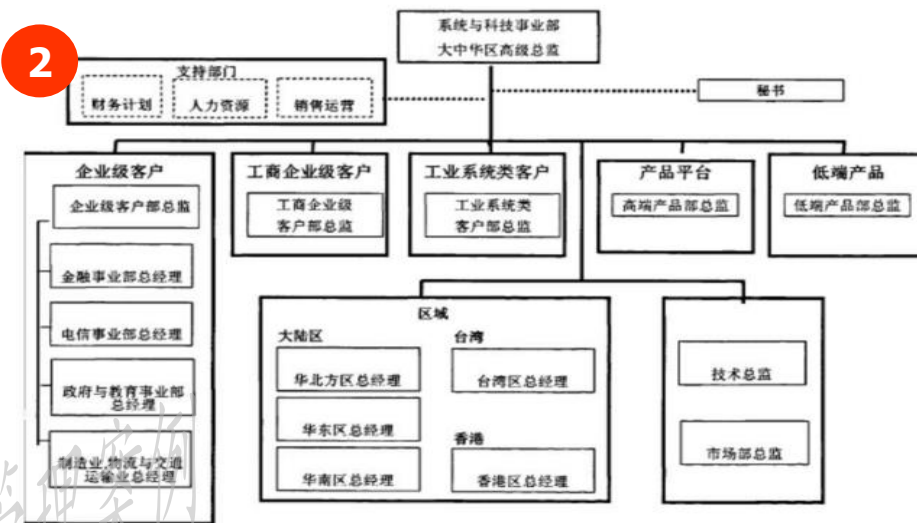 2
系统与科技事业部
大中华区高级总监
支持部门
财务计划
人力资源
销售运营
秘书
企业级客户
企业级客户部总监
金融事业部总经理
电信事业部总经理
政府与教育事业部
总经理
制造业,物流与交通
运输业总经理
工商企业级客户
工商企业级
客户部总监
工业系统类客户
工业系统类
客户部总监
产品平台
高端产品部总监
低端产品
低端产品部总监
区域
大陆区
华北方区总经理
华东区总经理
华南区总经理
台湾
台湾区总经理
香港
香港区总经理
技术总监
市场部总监